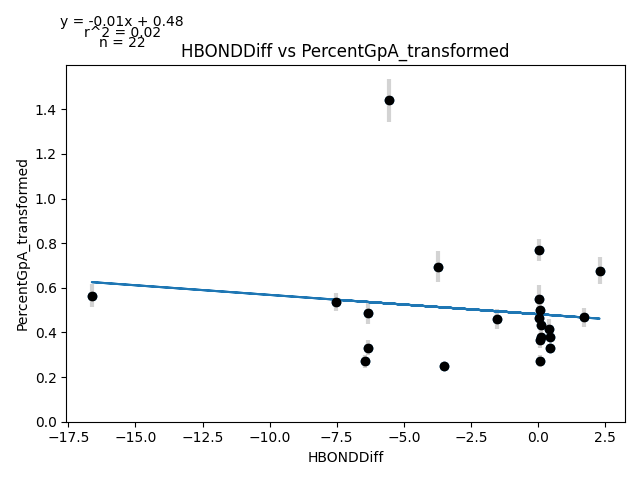 y = -0.01x + 0.48
r^2 = 0.02
n = 22
HBONDDiff vs PercentGpA_transformed
PercentGpA_transformed
1.4
1.2
1.0
0.8
0.6
0.4
0.2
0.0
−17.5 −15.0 −12.5 −10.0 −7.5 −5.0 −2.5 0.0 2.5
HBONDDiff